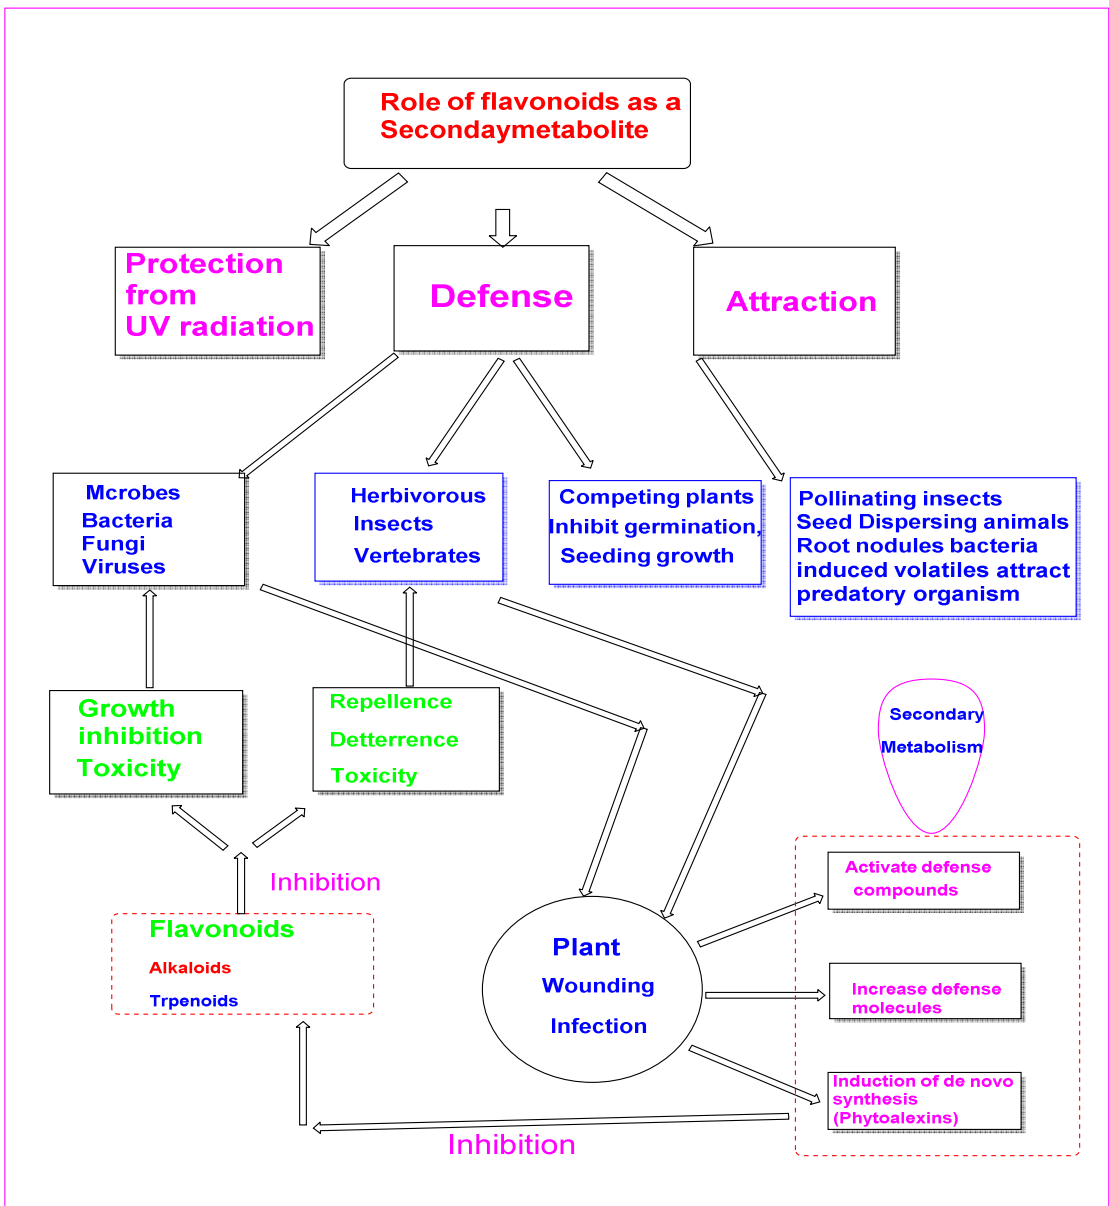 Role of flavonoids as a
Secondaymetabolite
Protection
from
UV radiation
Defense
Attraction
Mcrobes
Bacteria
Fungi
Viruses
Herbivorous
Insects
Vertebrates
Competing plants
Inhibit germination,
Seeding growth
Pollinating insects
Seed Dispersing animals
Root nodules bacteria
induced volatiles attract
predatory organism
Growth
inhibition
Toxicity
Repellence
Detterrence
Toxicity
Secondary
Metabolism
Inhibition
Flavonoids
Alkaloids
Trpenoids
Plant
Wounding
Infection
Activate defense
compounds
Increase defense
molecules
Induction of de novo
synthesis
(Phytoalexins)
Inhibition